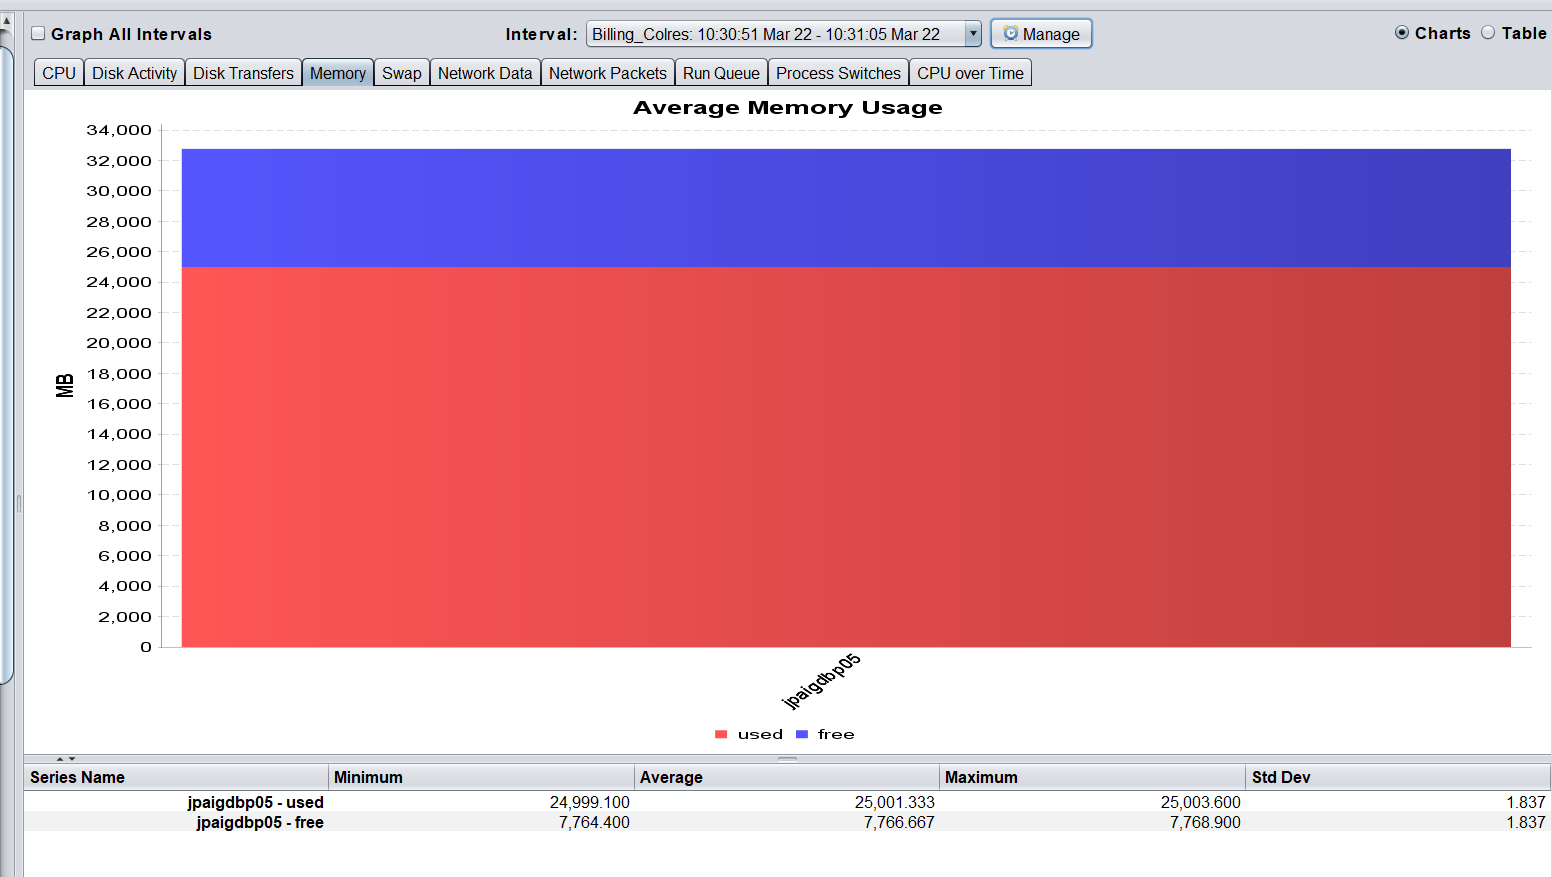 Graph All Intervals
Interval: Billing_Colres: 10:30:51 Mar 22 - 10:31:05 Mar 22
Manage
Charts
Table
CPU
Disk Activity
Disk Transfers
Memory
Swap
Network Data
Network Packets
Run Queue
Process Switches
CPU over Time
Average Memory Usage
34,000
32,000
30,000
28,000
26,000
24,000
22,000
20,000
18,000
16,000
14,000
12,000
10,000
8,000
6,000
4,000
2,000
0
MB
jpaigdbp05
used free
Series Name Minimum Average Maximum Std Dev
jpaigdbp05 - used 24,999.100 25,001.333 25,003.600 1.837
jpaigdbp05 - free 7,764.400 7,766.667 7,768.900 1.837